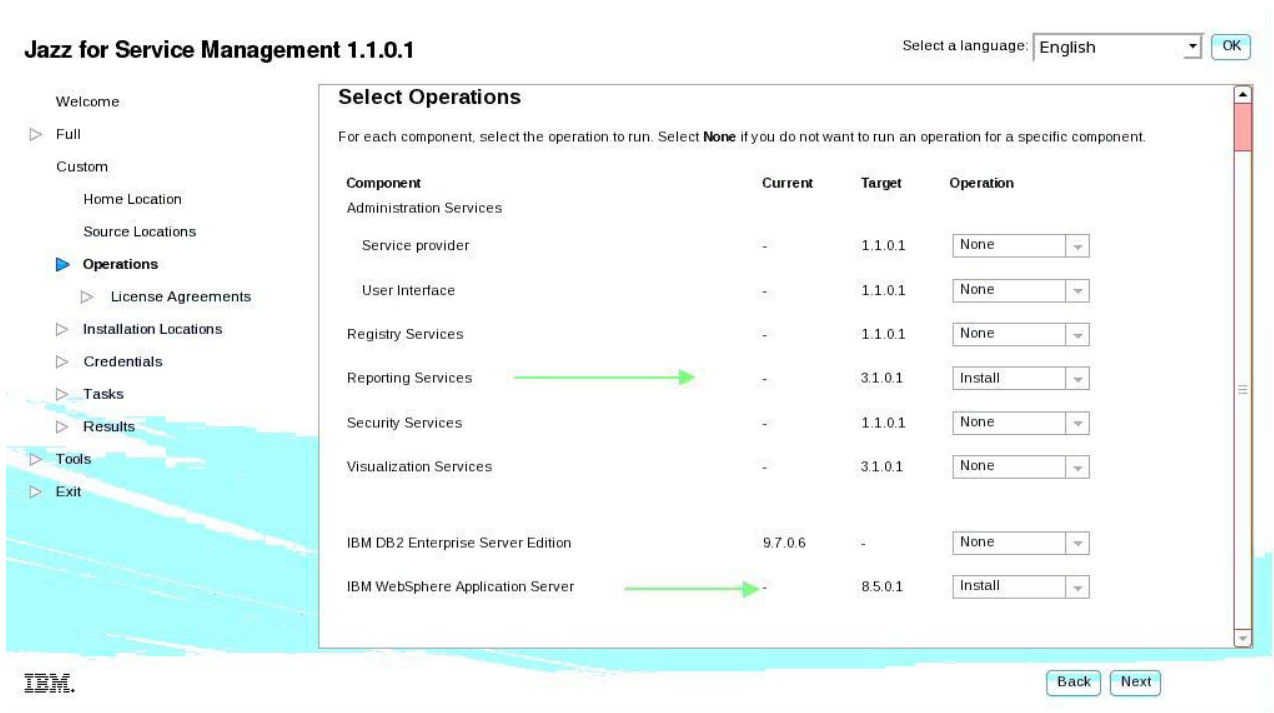 Jazz for Service Management 1.1.0.1
Select a language: English OK
Welcome
Full
Custom
Home Location
Source Locations
Operations
License Agreements
Installation Locations
Credentials
Tasks
Results
Tools
Exit
Select Operations
For each component, select the operation to run. Select None if you do not want to run an operation for a specific component.
Component Current Target Operation
Administration Services
Service provider - 1.1.0.1 None
User Interface - 1.1.0.1 None
Registry Services - 1.1.0.1 None
Reporting Services - 3.1.0.1 Install
Security Services - 1.1.0.1 None
Visualization Services - 3.1.0.1 None
IBM DB2 Enterprise Server Edition 9.7.0.6 - None
IBM WebSphere Application Server - 8.5.0.1 Install
IBM.
Back Next